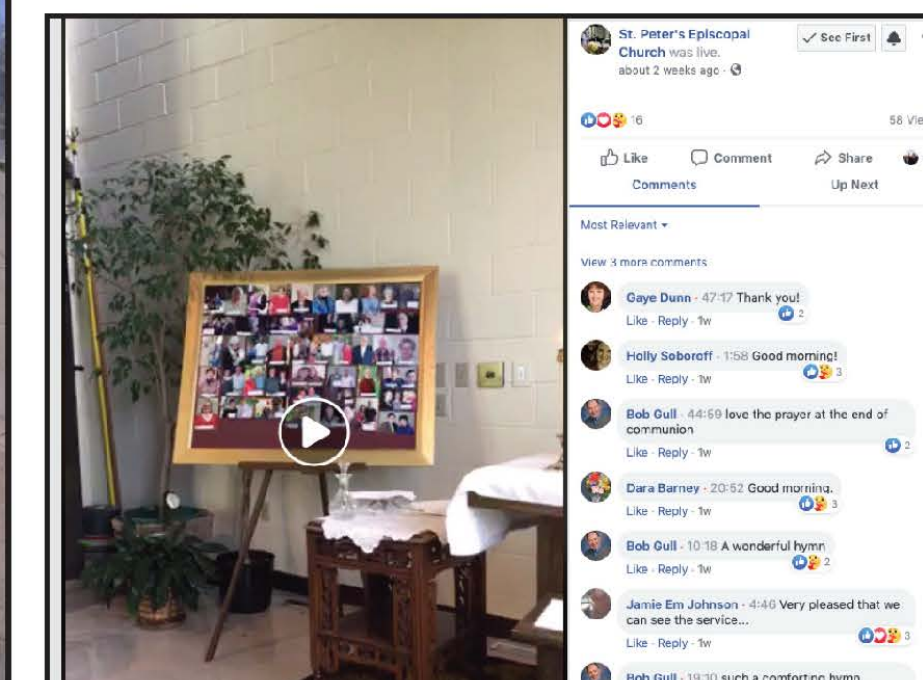 St. Peter's Episcopal
Church was live.
about 2 weeks ago ·
✓ See First
16
58 Vie
Like
Comment
Share
Comments
Up Next
Most Relevant
View 3 more comments
Gaye Dunn · 47:17 Thank you!
2
Like · Reply · 1w
Holly Soboroff · 1:58 Good morning!
3
Like · Reply · 1w
Bob Gull · 44:59 love the prayer at the end of
communion
2
Like · Reply · 1w
Dara Barney · 20:52 Good morning.
3
Like · Reply · 1w
Bob Gull · 10:18 A wonderful hymn
2
Like · Reply · 1w
Jamie Em Johnson · 4:46 Very pleased that we
can see the service...
3
Like · Reply · 1w
Bob Gull · 19:10 such a comforting hymn